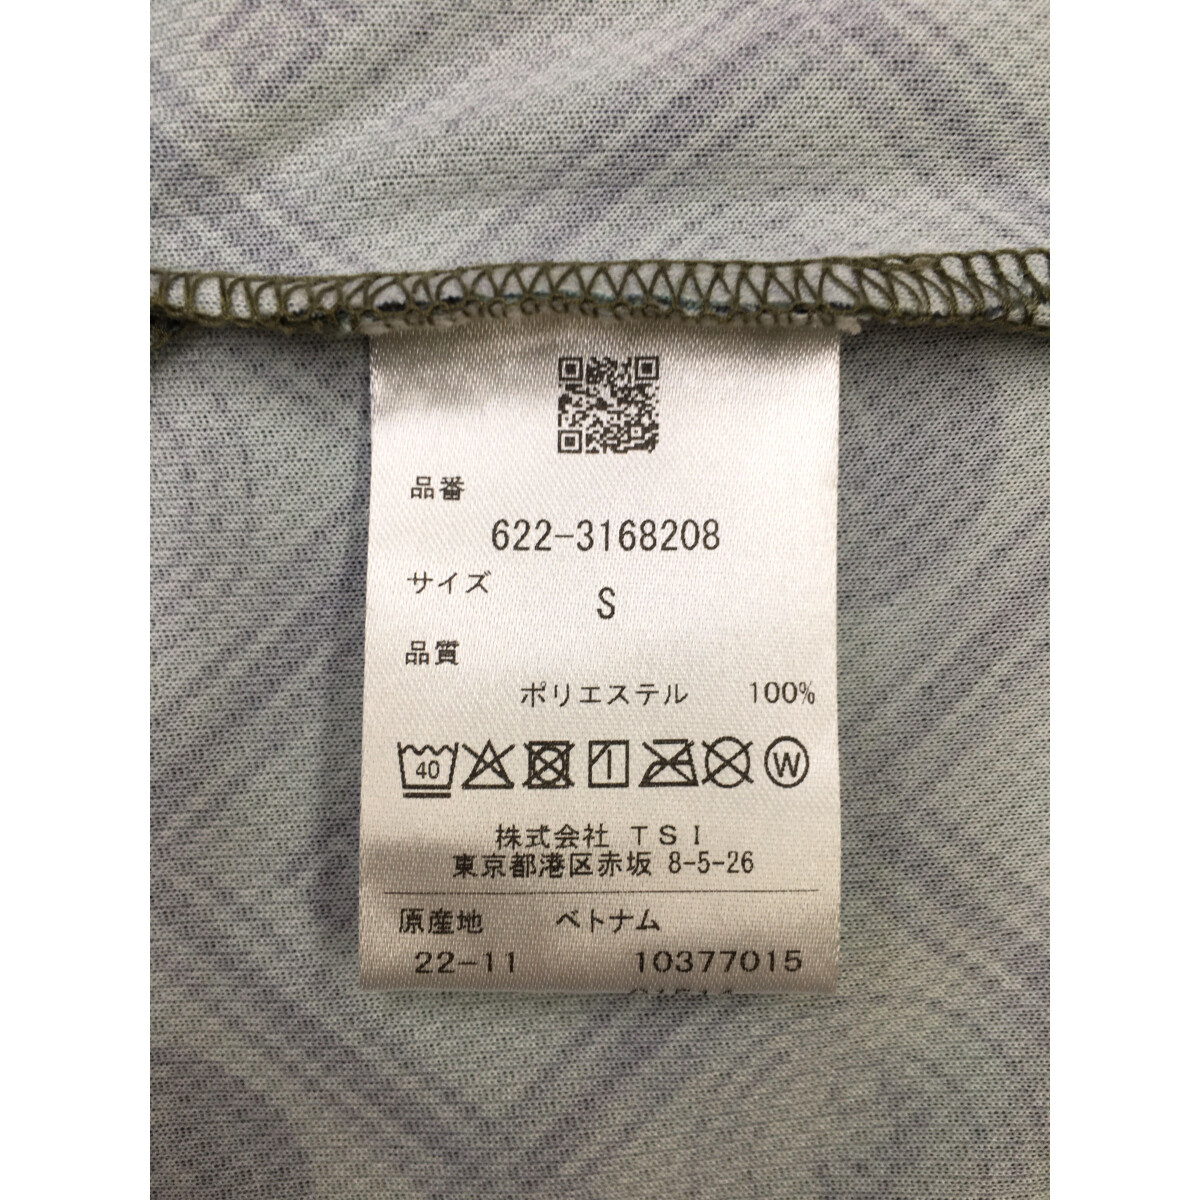 品番
622-3168208
サイズ
S
品質
ポリエステル 100%
40 W
株式会社 TSI
東京都港区赤坂 8-5-26
原産地 ベトナム
22-11 10377015